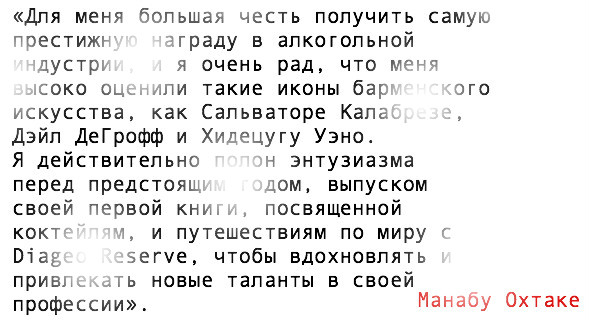 «Для меня большая честь получить самую
престижную награду в алкогольной
индустрии, и я очень рад, что меня
высоко оценили такие иконы барменского
искусства, как Сальваторе Калабрезе,
Дэйл ДеГрофф и Хидецугу Уэно.
Я действительно полон энтузиазма
перед предстоящим годом, выпуском
своей первой книги, посвященной
коктейлям, и путешествиям по миру с
Diageo Reserve, чтобы вдохновлять и
привлекать новые таланты в своей
профессии».
Манабу Охтаке